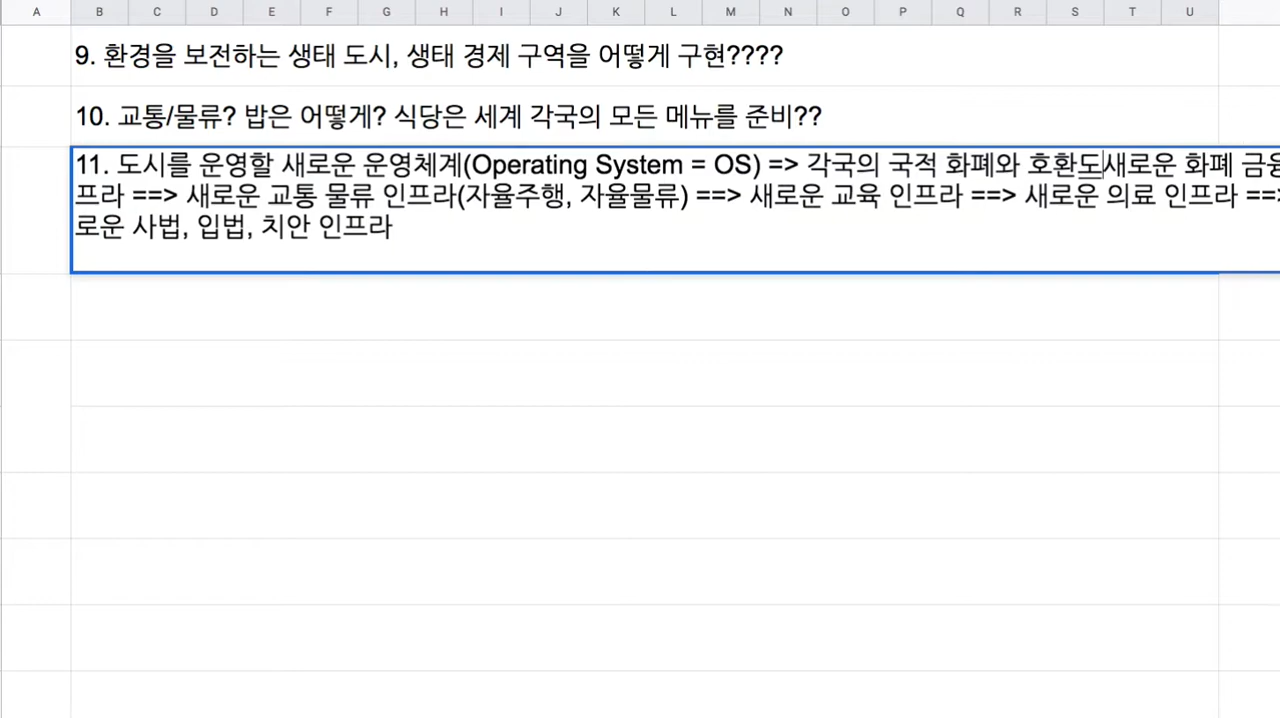 A B C D E F G H I J K L M N O P Q R S T U
9. 환경을 보전하는 생태 도시, 생태 경제 구역을 어떻게 구현????
10. 교통/물류? 밥은 어떻게? 식당은 세계 각국의 모든 메뉴를 준비??
11. 도시를 운영할 새로운 운영체계(Operating System = OS) => 각국의 국적 화폐와 호환도새로운 화폐
프라 ==> 새로운 교통 물류 인프라(자율주행, 자율물류) ==> 새로운 교육 인프라 ==> 새로운 의료 인프라 ==>
로운 사법, 입법, 치안 인프라